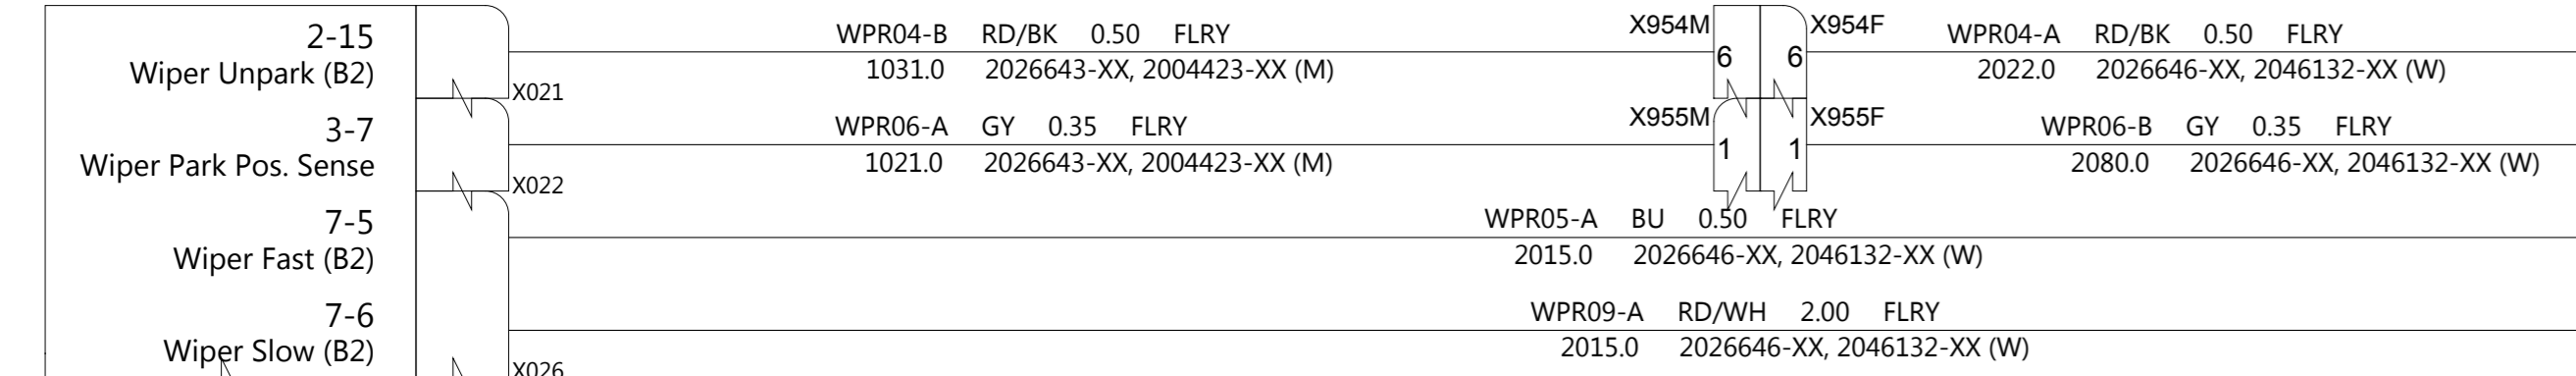 2-15
Wiper Unpark (B2)
X021
WPR04-B RD/BK 0.50 FLRY
1031.0 2026643-XX, 2004423-XX (M)
X954M
6
6
X954F
WPR04-A RD/BK 0.50 FLRY
2022.0 2026646-XX, 2046132-XX (W)
3-7
Wiper Park Pos. Sense
X022
WPR06-A GY 0.35 FLRY
1021.0 2026643-XX, 2004423-XX (M)
X955M
1
1
X955F
WPR06-B GY 0.35 FLRY
2080.0 2026646-XX, 2046132-XX (W)
7-5
Wiper Fast (B2)
WPR05-A BU 0.50 FLRY
2015.0 2026646-XX, 2046132-XX (W)
7-6
Wiper Slow (B2)
X026
WPR09-A RD/WH 2.00 FLRY
2015.0 2026646-XX, 2046132-XX (W)